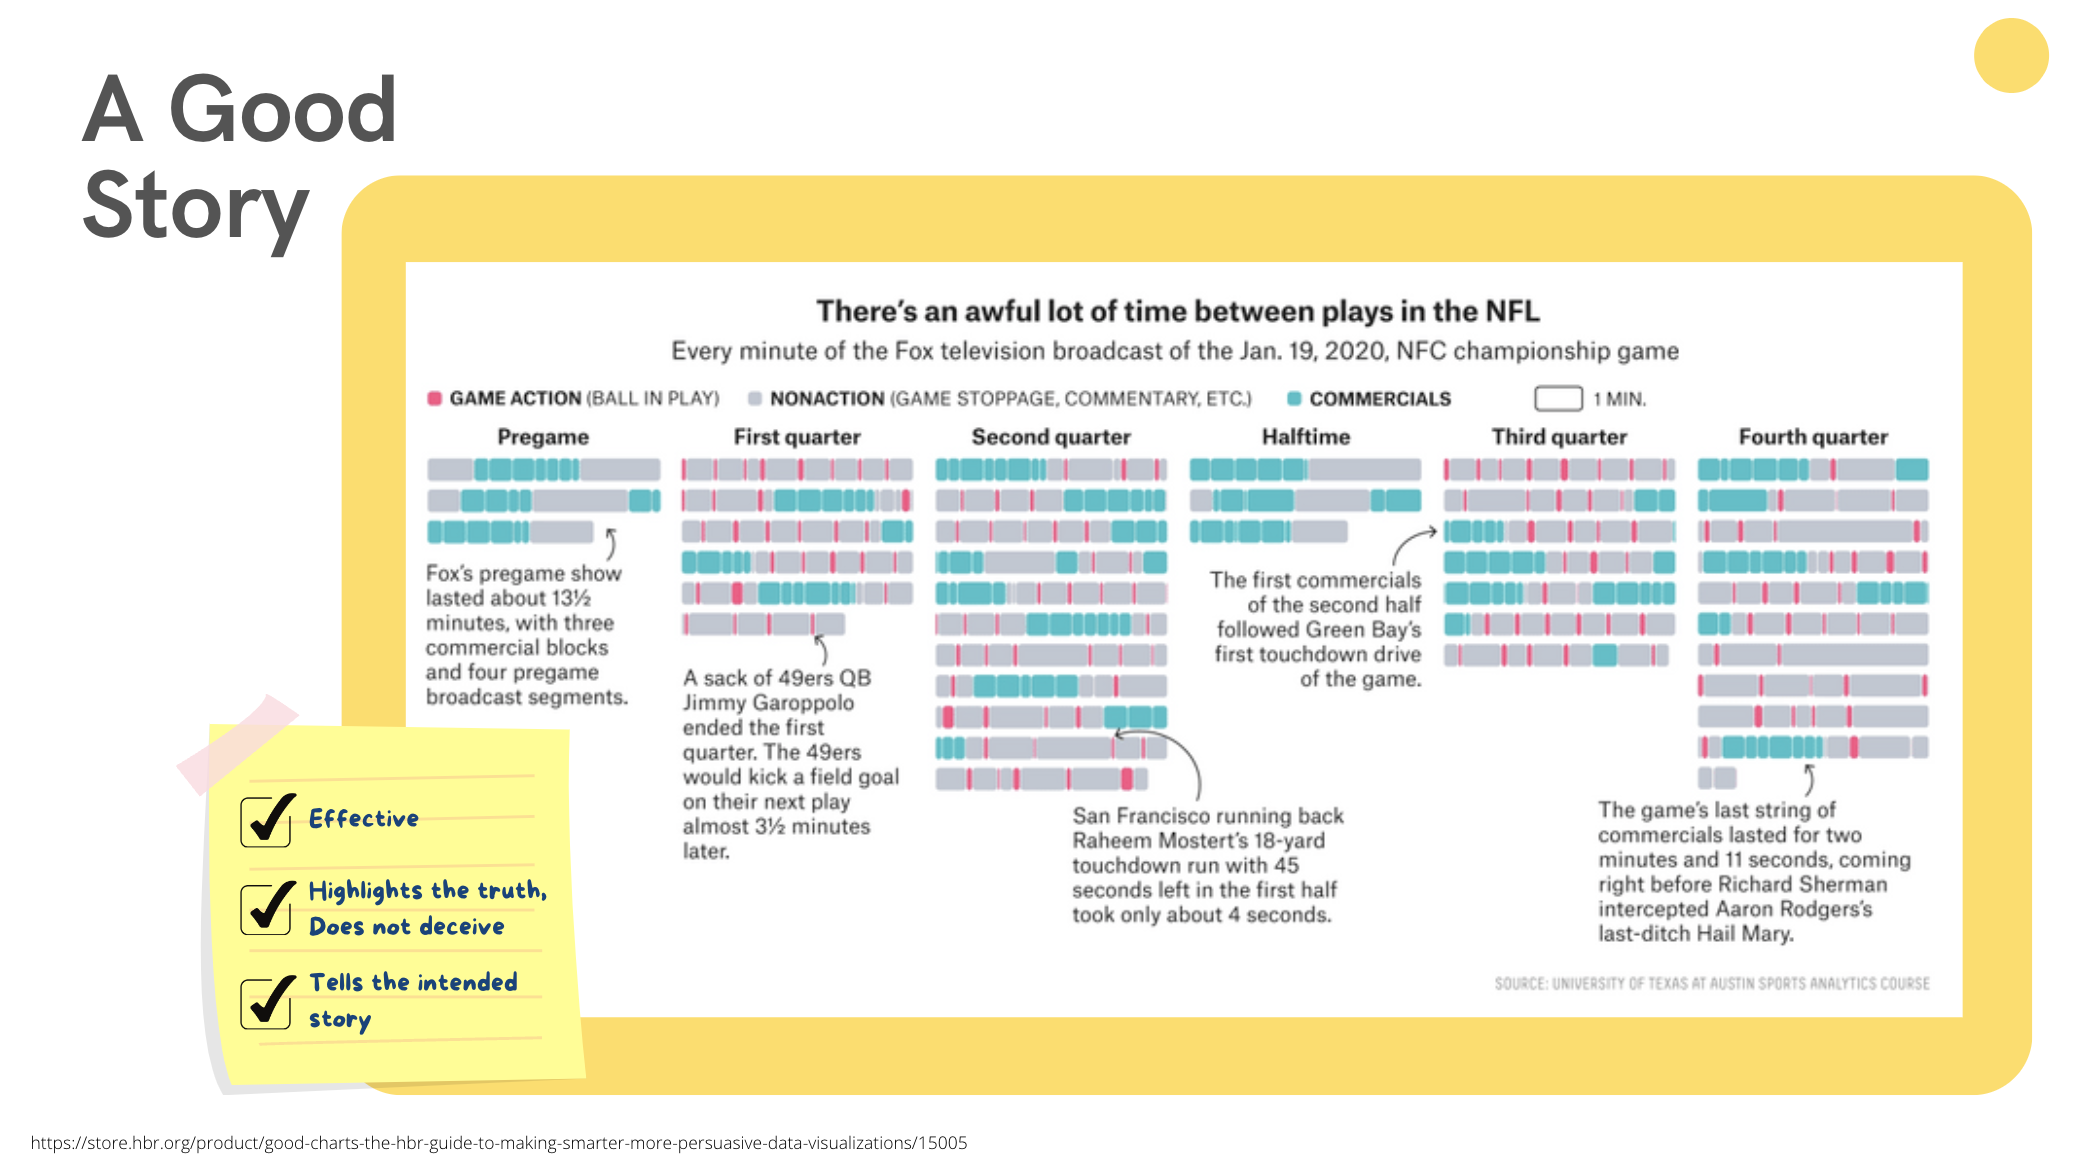 A Good
Story
There's an awful lot of time between plays in the NFL
Every minute of the Fox television broadcast of the Jan. 19, 2020, NFC championship game
GAME ACTION (BALL IN PLAY) NONACTION (GAME STOPPAGE, COMMENTARY, ETC.) COMMERCIALS 1 MIN.
Pregame First quarter Second quarter Halftime Third quarter Fourth quarter
Fox's pregame show
lasted about 13½
minutes, with three
commercial blocks
and four pregame
broadcast segments.
A sack of 49ers QB
Jimmy Garoppolo
ended the first
quarter. The 49ers
would kick a field goal
on their next play
almost 3½ minutes
later.
San Francisco running back
Raheem Mostert's 18-yard
touchdown run with 45
seconds left in the first half
took only about 4 seconds.
The first commercials
of the second half
followed Green Bay's
first touchdown drive
of the game.
The game's last string of
commercials lasted for two
minutes and 11 seconds, coming
right before Richard Sherman
intercepted Aaron Rodgers's
last-ditch Hail Mary.
SOURCE: UNIVERSITY OF TEXAS AT AUSTIN SPORTS ANALYTICS COURSE
Effective
Highlights the truth,
Does not deceive
Tells the intended
story
https://store.hbr.org/product/good-charts-the-hbr-guide-to-making-smarter-more-persuasive-data-visualizations/15005